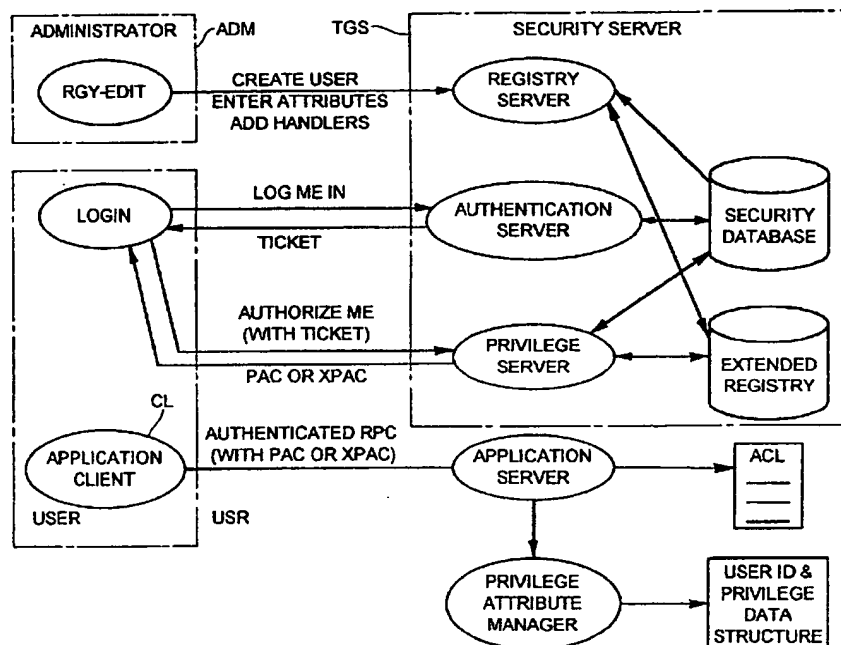 ADMINISTRATOR
ADM
TGS
SECURITY SERVER
RGY-EDIT
CREATE USER
ENTER ATTRIBUTES
ADD HANDLERS
REGISTRY
SERVER
LOGIN
LOG ME IN
TICKET
AUTHENTICATION
SERVER
SECURITY
DATABASE
AUTHORIZE ME
(WITH TICKET)
PAC OR XPAC
PRIVILEGE
SERVER
EXTENDED
REGISTRY
CL
APPLICATION
CLIENT
USER
USR
AUTHENTICATED RPC
(WITH PAC OR XPAC)
APPLICATION
SERVER
ACL
PRIVILEGE
ATTRIBUTE
MANAGER
USER ID &
PRIVILEGE
DATA
STRUCTURE